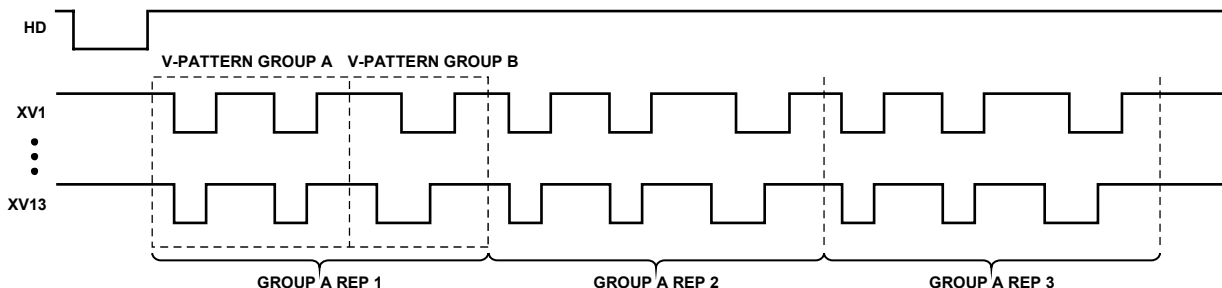 HD
V-PATTERN GROUP A V-PATTERN GROUP B
XV1
XV13
GROUP A REP 1 GROUP A REP 2 GROUP A REP 3